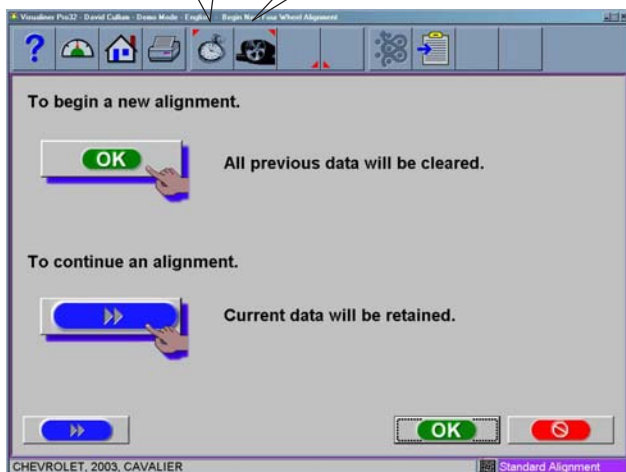 Visualiner Pro32 - David Cullum - Demo Mode - English - Begin New Four Wheel Alignment
?
To begin a new alignment.
OK
All previous data will be cleared.
To continue an alignment.
Current data will be retained.
OK
CHEVROLET, 2003, CAVALIER
Standard Alignment